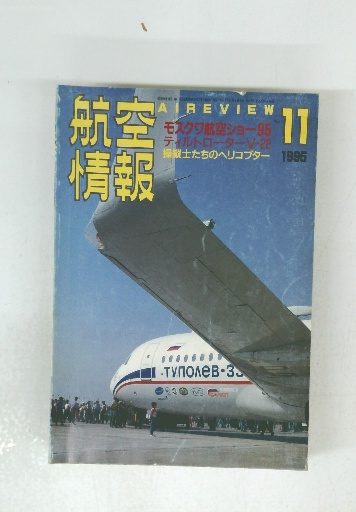 航空情報
AIREVIEW
11
1995
モスクワ航空ショー95
ティルトローターV-22
操縦士たちのヘリコプター
ТУПОЛЕВ-33